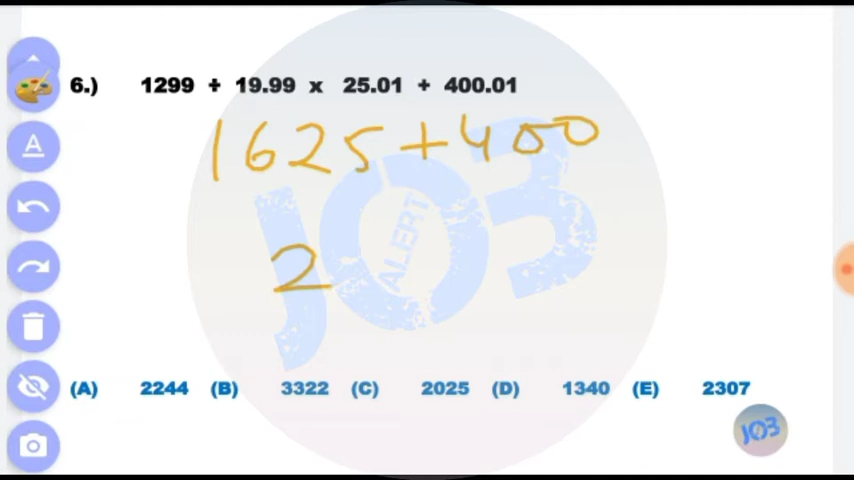 6.) 1299 ÷ 19.99 x 25.01 + 400.01
1625+400
JOB
ALERT
2
(A) 2244 (B) 3322 (C) 2025 (D) 1340 (E) 2307
JOB
A